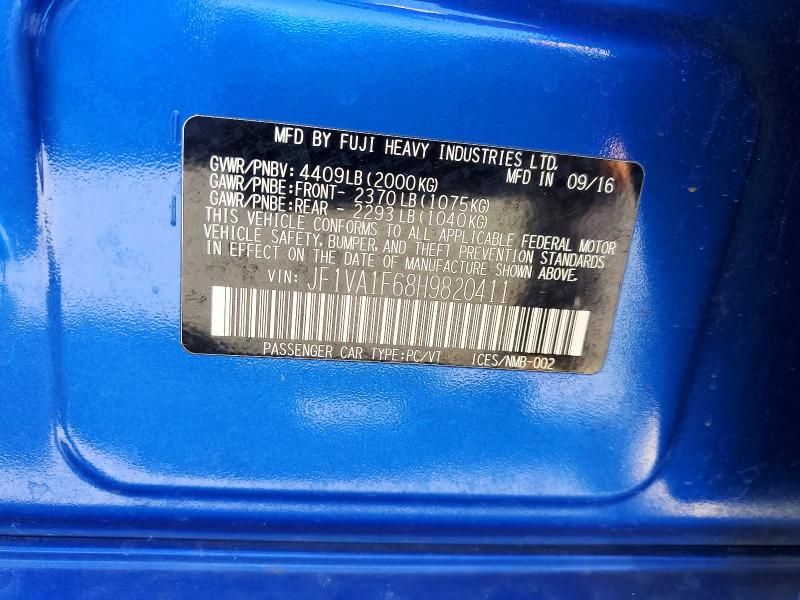 MFD BY FUJI HEAVY INDUSTRIES LTD.
GVWR/PNBV: 4409LB(2000KG) MFD IN 09/16
GAWR/PNBE:FRONT- 2370LB(1075KG)
GAWR/PNBE:REAR - 2293LB(1040KG)
THIS VEHICLE CONFORMS TO ALL APPLICABLE FEDERAL MOTOR
VEHICLE SAFETY, BUMPER, AND THEFT PREVENTION STANDARDS
IN EFFECT ON THE DATE OF MANUFACTURE SHOWN ABOVE.
VIN: JF1VA1F68H9820411
PASSENGER CAR TYPE:PC/VT ICES/NMB-002